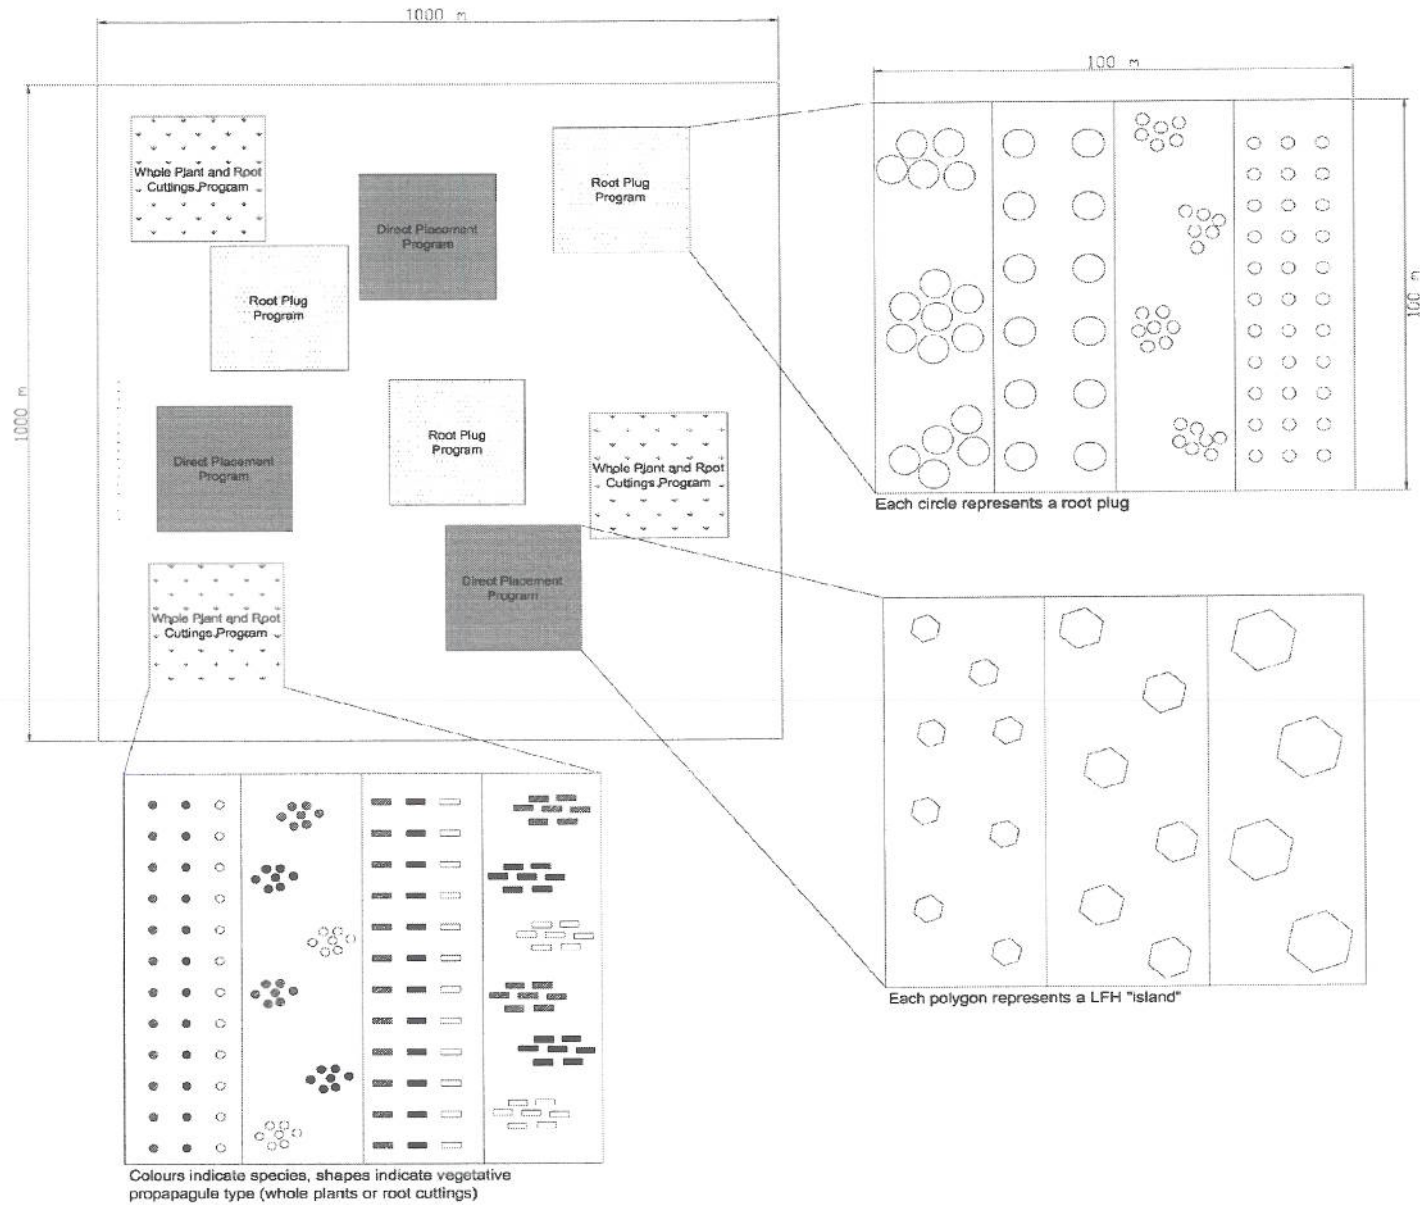 1000 m
1000 m
Whole Plant and Root
Cuttings Program
Direct Placement
Program
Root Plug
Program
Root Plug
Program
Direct Placement
Program
Root Plug
Program
Whole Plant and Root
Cuttings Program
Whole Plant and Root
Cuttings Program
Direct Placement
Program
100 m
100 m
Each circle represents a root plug
Each polygon represents a LFH "island"
Colours indicate species, shapes indicate vegetative
propapagule type (whole plants or root cuttings)